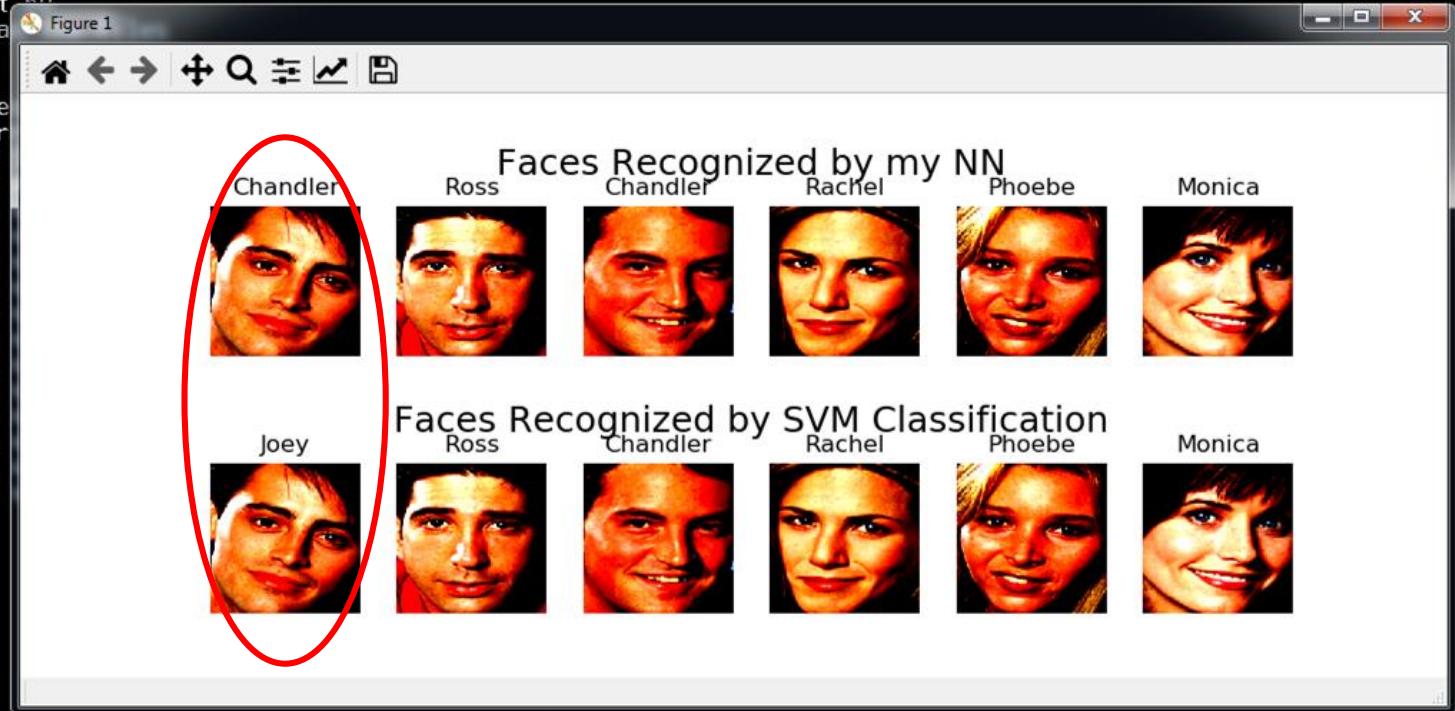 Figure 1
Faces Recognized by my NN
Chandler Ross Chandler Rachel Phoebe Monica
Faces Recognized by SVM Classification
Joey Ross Chandler Rachel Phoebe Monica